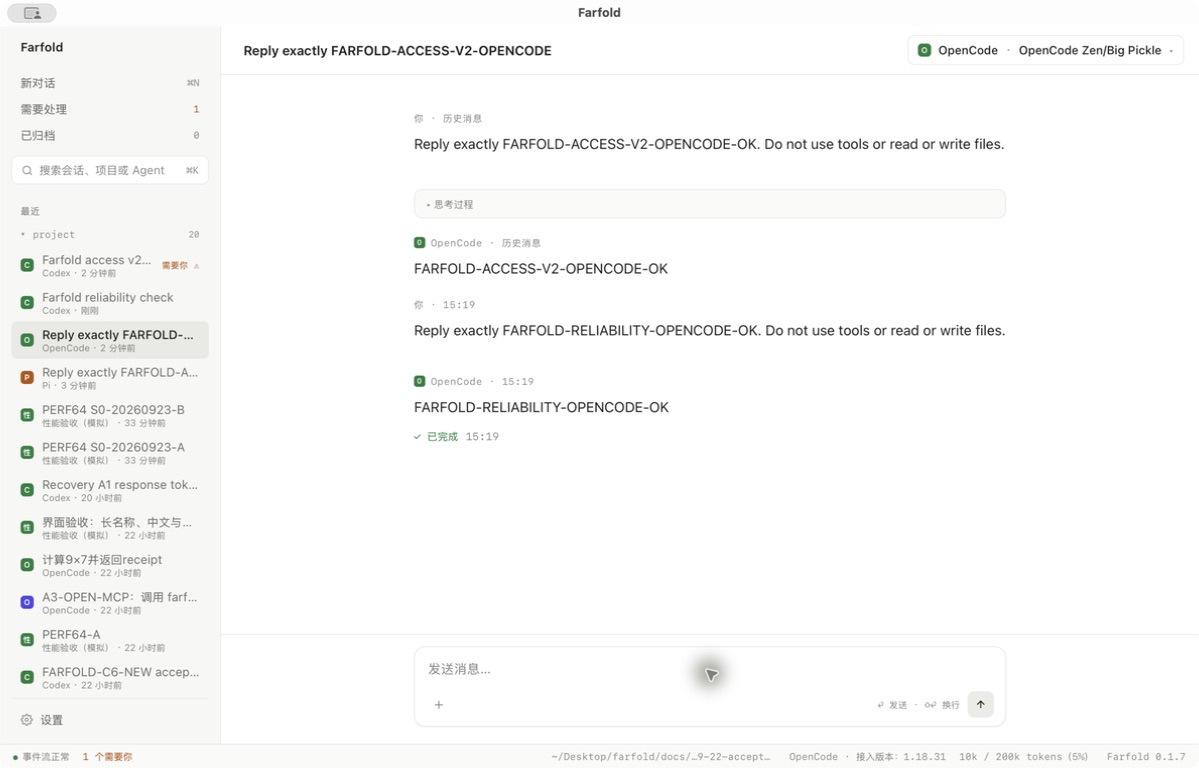 Farfold
Farfold
新对话 ⌘N
需要处理 1
已归档 0
搜索会话、项目或 Agent ⌘K
最近
project 20
C Farfold access v2... 需要你
Codex · 2 分钟前
C Farfold reliability check
Codex · 刚刚
O Reply exactly FARFOLD-...
OpenCode · 2 分钟前
P Reply exactly FARFOLD-A...
Pi · 3 分钟前
性 PERF64 S0-20260923-B
性能验收（模拟） · 33 分钟前
性 PERF64 S0-20260923-A
性能验收（模拟） · 33 分钟前
C Recovery A1 response tok...
Codex · 20 小时前
性 界面验收：长名称、中文与...
性能验收（模拟） · 22 小时前
O 计算9×7并返回receipt
OpenCode · 22 小时前
O A3-OPEN-MCP：调用 farf...
OpenCode · 22 小时前
性 PERF64-A
性能验收（模拟） · 22 小时前
C FARFOLD-C6-NEW accep...
Codex · 22 小时前
设置
Reply exactly FARFOLD-ACCESS-V2-OPENCODE
O OpenCode · OpenCode Zen/Big Pickle
你 · 历史消息
Reply exactly FARFOLD-ACCESS-V2-OPENCODE-OK. Do not use tools or read or write files.
思考过程
O OpenCode · 历史消息
FARFOLD-ACCESS-V2-OPENCODE-OK
你 · 15:19
Reply exactly FARFOLD-RELIABILITY-OPENCODE-OK. Do not use tools or read or write files.
O OpenCode · 15:19
FARFOLD-RELIABILITY-OPENCODE-OK
✓ 已完成 15:19
发送消息...
+
发送 · 换行
事件流正常 1 个需要你 ~/Desktop/farfold/docs/…9-22-accept… OpenCode · 接入版本：1.18.31 10k / 200k tokens (5%) Farfold 0.1.7